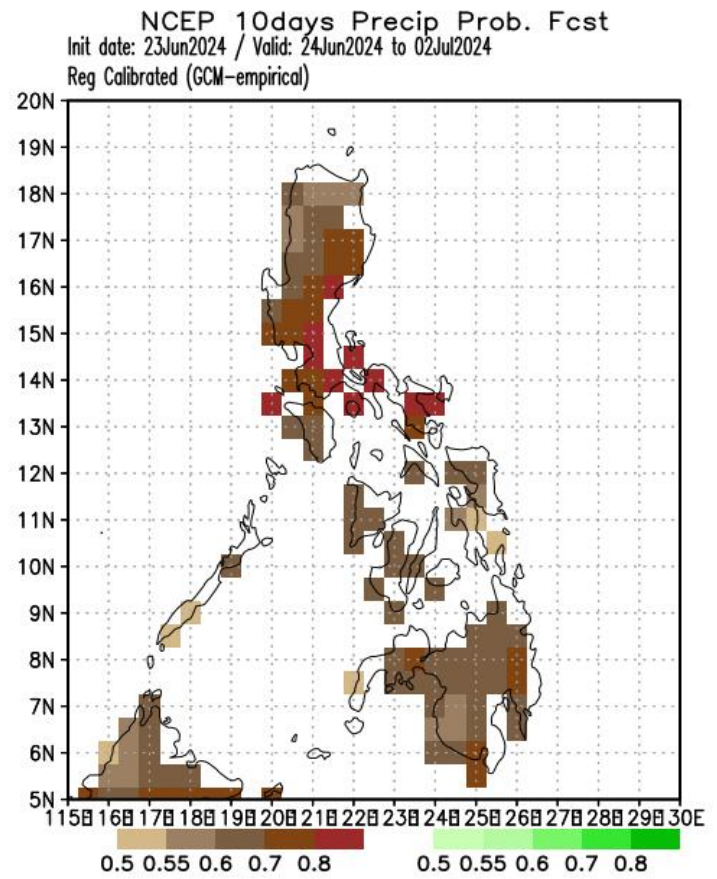 NCEP 10days Precip Prob. Fcst
Init date: 23Jun2024 / Valid: 24Jun2024 to 02Jul2024
Reg Calibrated (GCM-empirical)
20N
19N
18N
17N
16N
15N
14N
13N
12N
11N
10N
9N
8N
7N
6N
5N
115E 116E 117E 118E 119E 120E 121E 122E 123E 124E 125E 126E 127E 128E 129E 130E
0.5 0.55 0.6 0.7 0.8 0.5 0.55 0.6 0.7 0.8